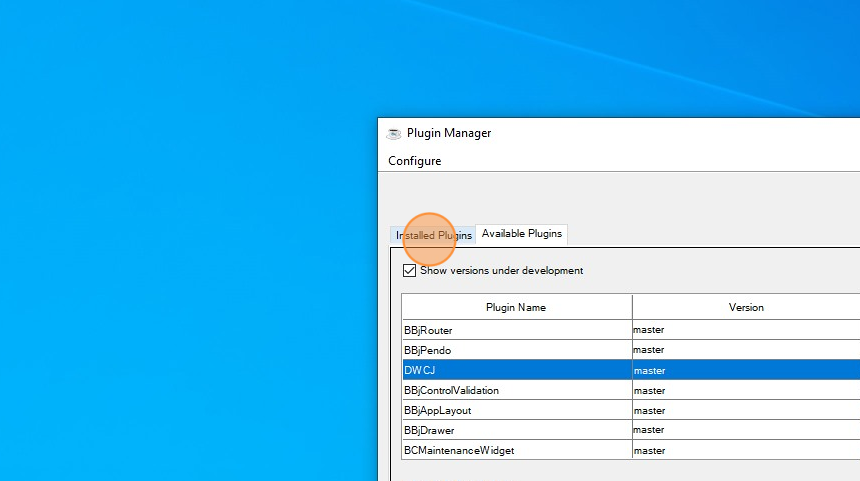 Plugin Manager
Configure
Installed Plugins Available Plugins
Show versions under development
Plugin Name Version
BBjRouter master
BBjPendo master
DWCJ master
BBjControlValidation master
BBjAppLayout master
BBjDrawer master
BCMaintenanceWidget master